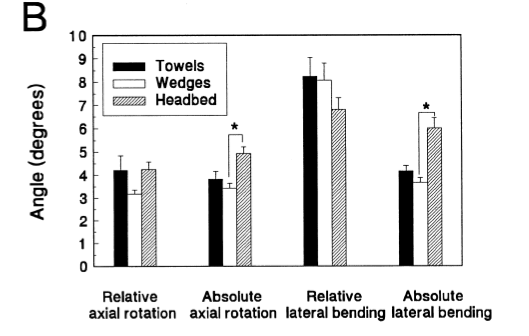 B
Angle (degrees)
10
9
8
7
6
5
4
3
2
1
0
Towels
Wedges
Headbed
*
*
Relative
axial rotation
Absolute
axial rotation
Relative
lateral bending
Absolute
lateral bending